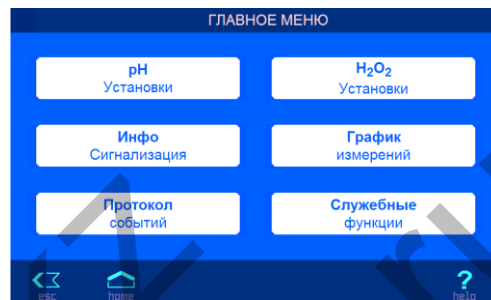 ГЛАВНОЕ МЕНЮ
pH
Установки
H₂O₂
Установки
Инфо
Сигнализация
График
измерений
Протокол
событий
Служебные
функции
esc
home
?
help